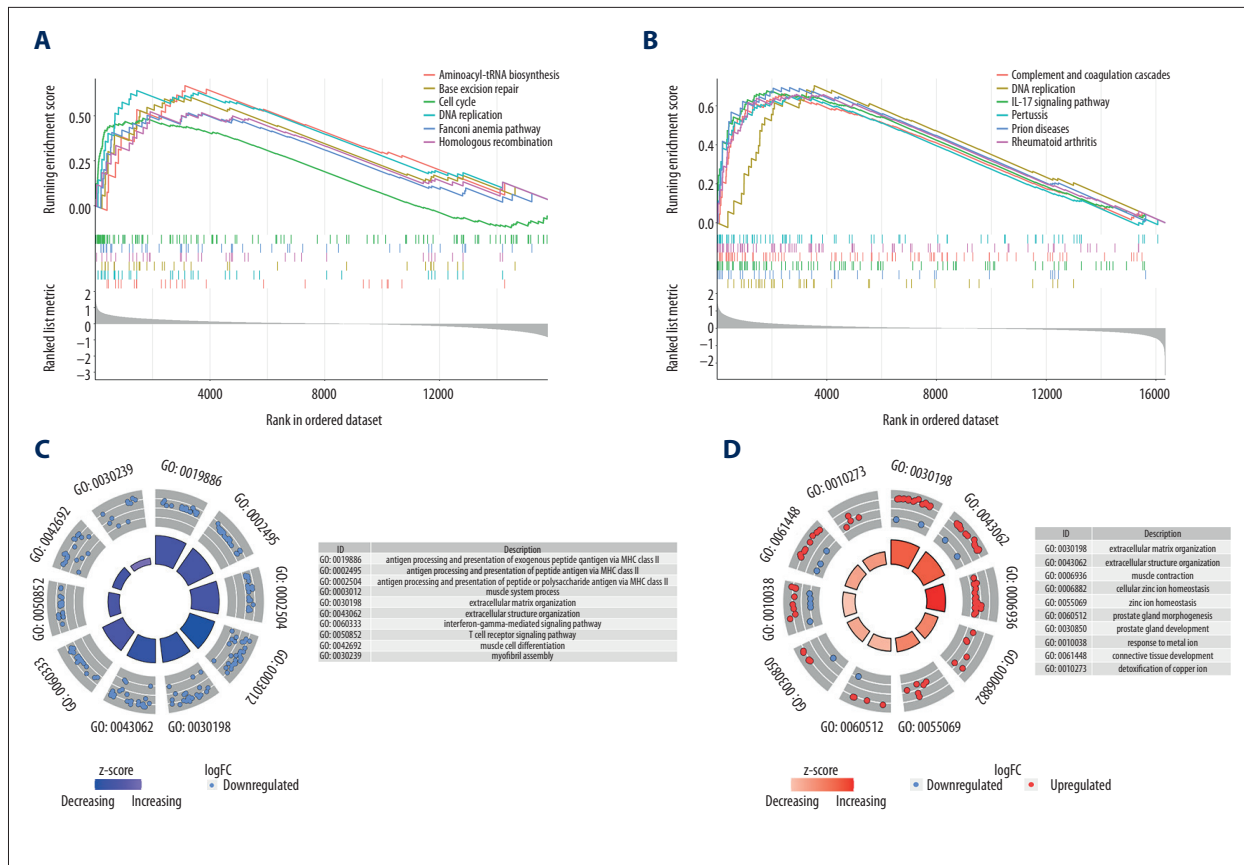 A
Running enrichment score
0.50
0.25
0.00
Aminoacyl-tRNA biosynthesis
Base excision repair
Cell cycle
DNA replication
Fanconi anemia pathway
Homologous recombination
Ranked list metric
2
1
0
−1
−2
−3
4000 8000 12000
Rank in ordered dataset
B
Running enrichment score
0.6
0.4
0.2
0.0
Complement and coagulation cascades
DNA replication
IL-17 signaling pathway
Pertussis
Prion diseases
Rheumatoid arthritis
Ranked list metric
2
1
0
−1
−2
4000 8000 12000 16000
Rank in ordered dataset
C
GO: 0019886
GO: 0002495
GO: 0002504
GO: 0003012
GO: 0030198
GO: 0043062
GO: 0060333
GO: 0050852
GO: 0042692
GO: 0030239
ID Description
GO: 0019886 antigen processing and presentation of exogenous peptide qantigen via MHC class II
GO: 0002495 antigen processing and presentation of peptide antigen via MHC class II
GO: 0002504 antigen processing and presentation of peptide or polysaccharide antigen via MHC class II
GO: 0003012 muscle system process
GO: 0030198 extracellular matrix organization
GO: 0043062 extracellular structure organization
GO: 0060333 interferon-gamma-mediated signaling pathway
GO: 0050852 T cell receptor signaling pathway
GO: 0042692 muscle cell differentiation
GO: 0030239 myofibril assembly
z-score
Decreasing Increasing
logFC
Downregulated
D
GO: 0030198
GO: 0043062
GO: 0006936
GO: 0006882
GO: 0055069
GO: 0060512
GO: 0030850
GO: 0010038
GO: 0061448
GO: 0010273
ID Description
GO: 0030198 extracellular matrix organization
GO: 0043062 extracellular structure organization
GO: 0006936 muscle contraction
GO: 0006882 cellular zinc ion homeostasis
GO: 0055069 zinc ion homeostasis
GO: 0060512 prostate gland morphogenesis
GO: 0030850 prostate gland development
GO: 0010038 response to metal ion
GO: 0061448 connective tissue development
GO: 0010273 detoxification of copper ion
z-score
Decreasing Increasing
logFC
Downregulated Upregulated